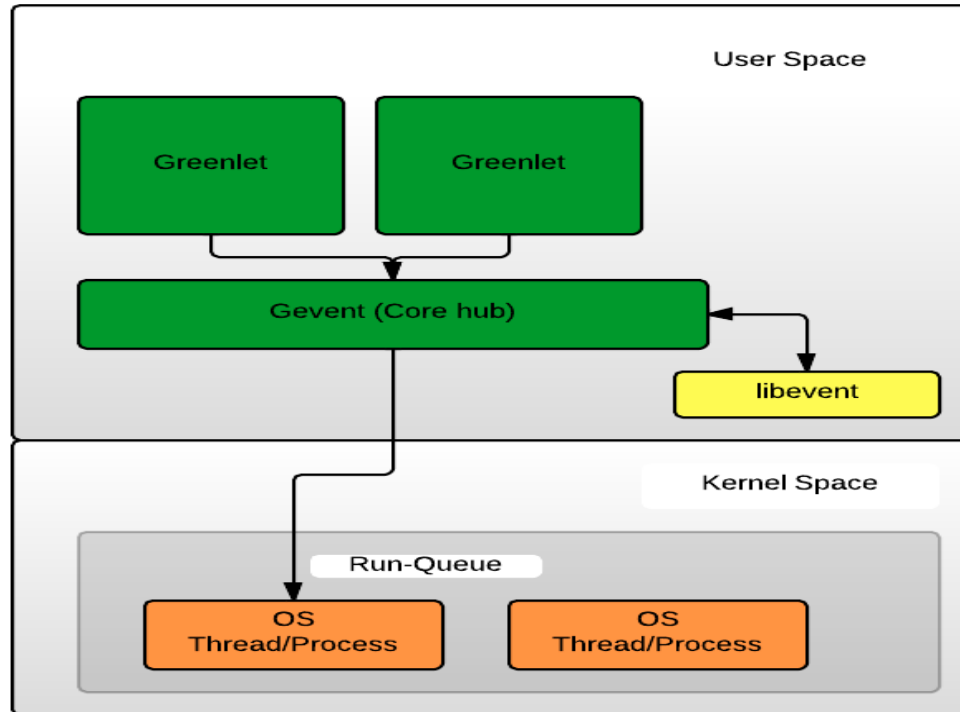 User Space
Greenlet
Greenlet
Gevent (Core hub)
libevent
Kernel Space
Run-Queue
OS
Thread/Process
OS
Thread/Process